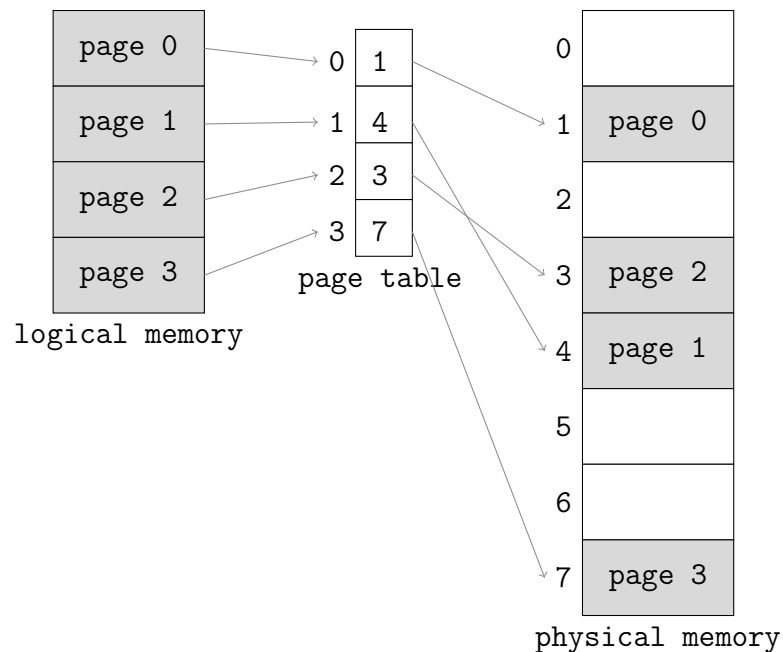 page 0
page 1
page 2
page 3
logical memory
0 1
1 4
2 3
3 7
page table
0
1 page 0
2
3 page 2
4 page 1
5
6
7 page 3
physical memory